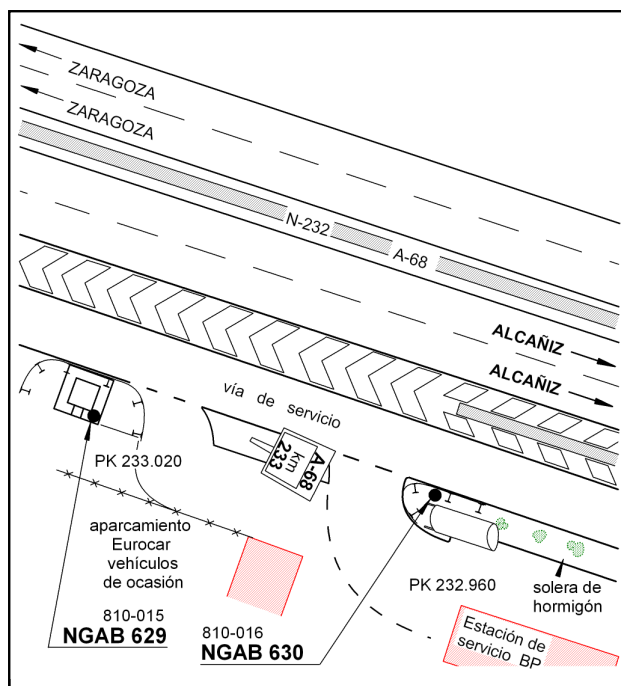 ZARAGOZA
ZARAGOZA
N-232
A-68
ALCAÑIZ
ALCAÑIZ
vía de servicio
A-68
km
233
PK 233.020
aparcamiento
Eurocar
vehículos
de ocasión
PK 232.960
solera de
hormigón
810-015
NGAB 629
810-016
NGAB 630
Estación de
servicio BP